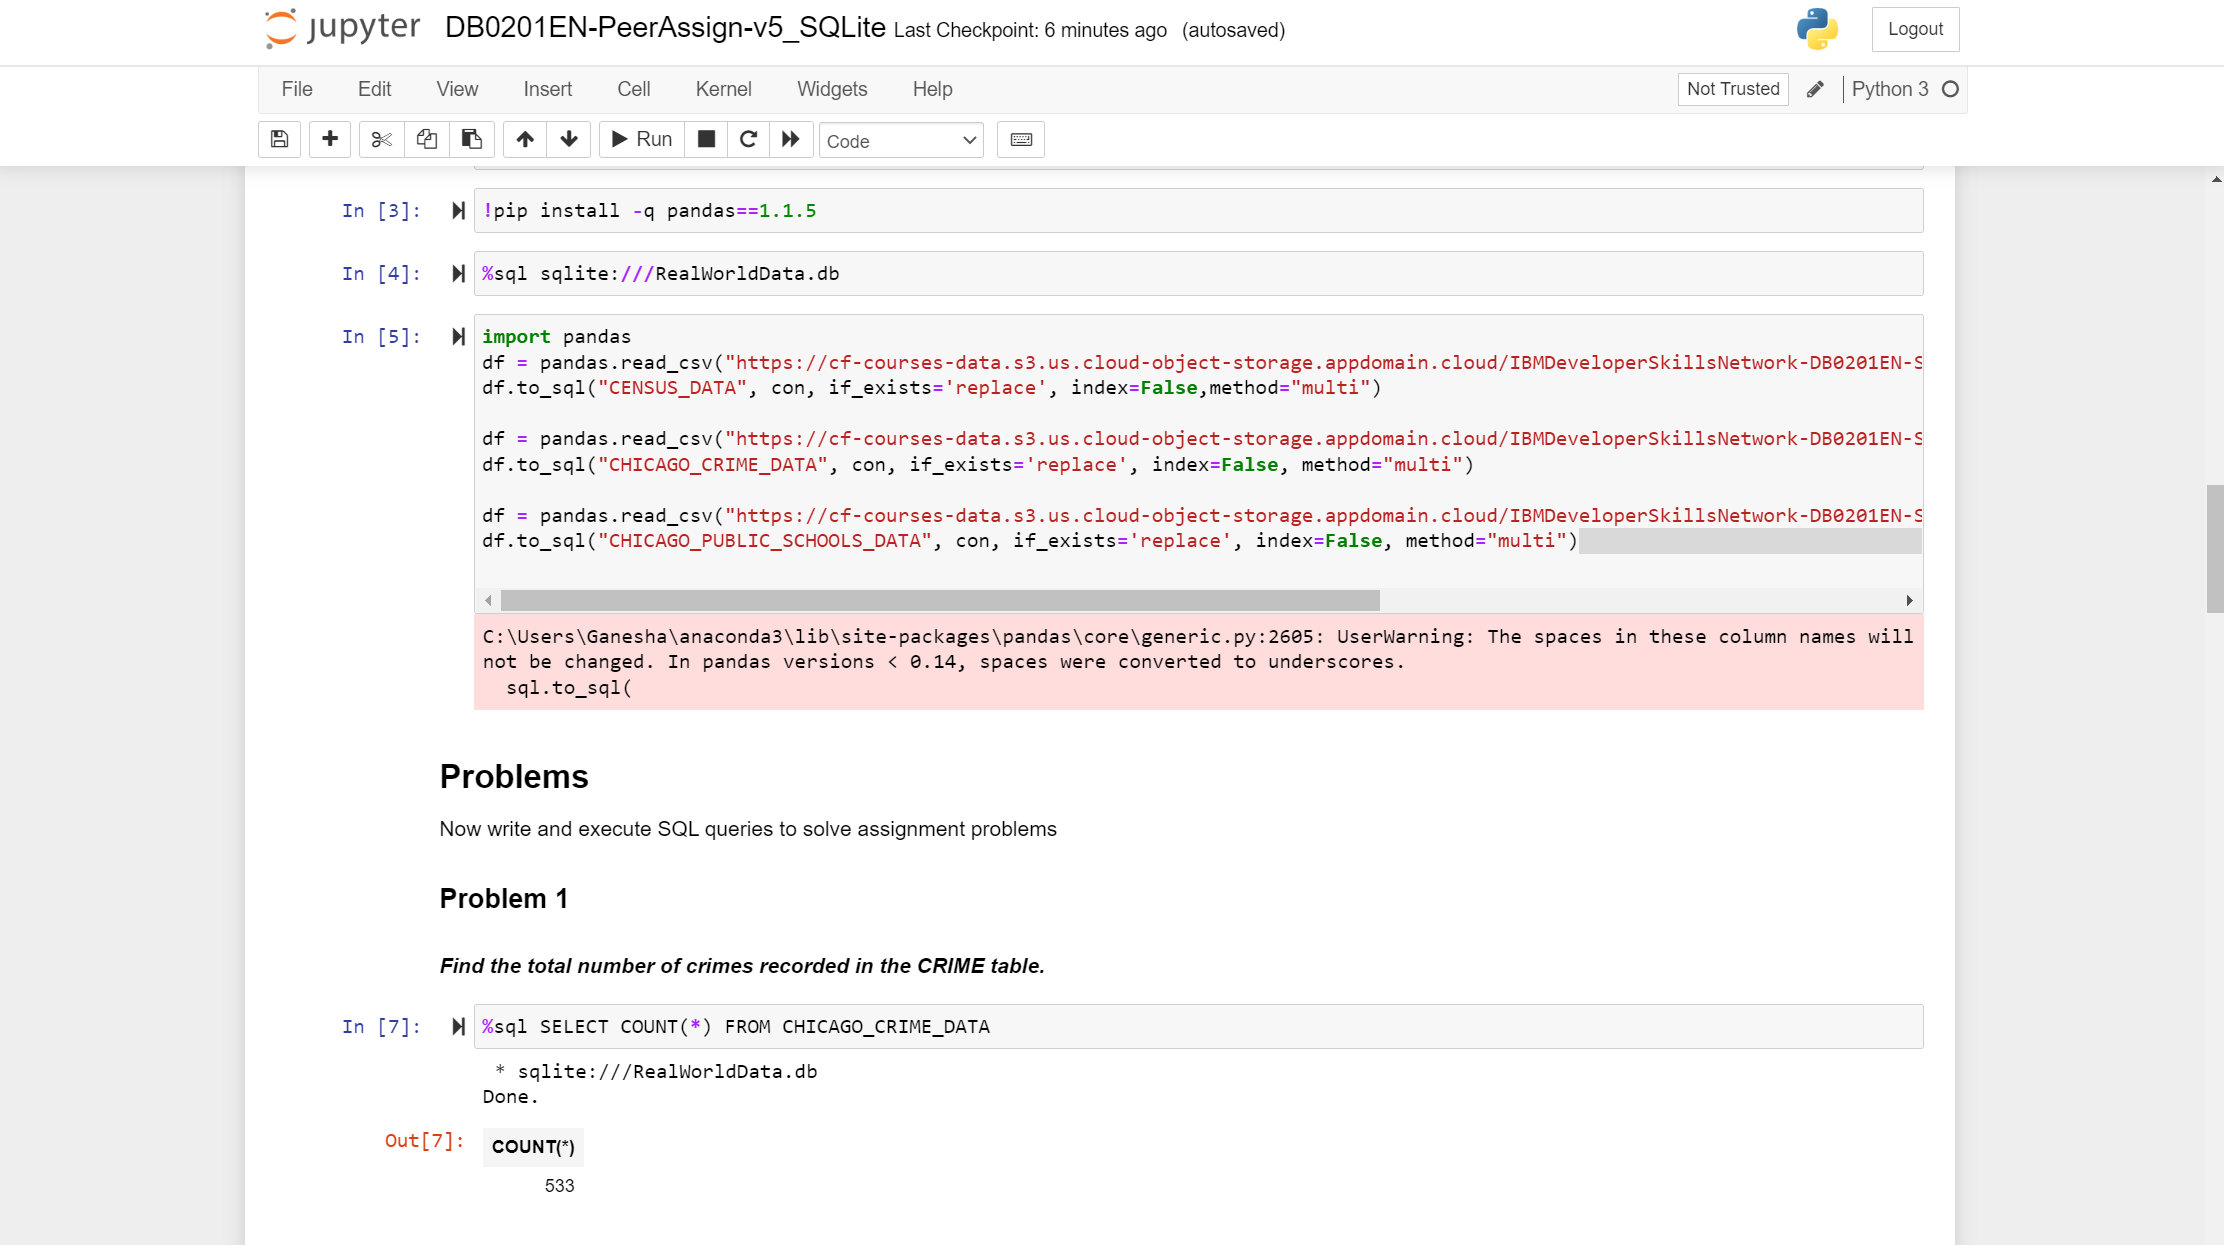 jupyter DB0201EN-PeerAssign-v5_SQLite Last Checkpoint: 6 minutes ago (autosaved) Logout
File Edit View Insert Cell Kernel Widgets Help Not Trusted Python 3
Run Code
In [3]: !pip install -q pandas==1.1.5
In [4]: %sql sqlite:///RealWorldData.db
In [5]: import pandas
df = pandas.read_csv("https://cf-courses-data.s3.us.cloud-object-storage.appdomain.cloud/IBMDeveloperSkillsNetwork-DB0201EN-S
df.to_sql("CENSUS_DATA", con, if_exists='replace', index=False,method="multi")
df = pandas.read_csv("https://cf-courses-data.s3.us.cloud-object-storage.appdomain.cloud/IBMDeveloperSkillsNetwork-DB0201EN-S
df.to_sql("CHICAGO_CRIME_DATA", con, if_exists='replace', index=False, method="multi")
df = pandas.read_csv("https://cf-courses-data.s3.us.cloud-object-storage.appdomain.cloud/IBMDeveloperSkillsNetwork-DB0201EN-S
df.to_sql("CHICAGO_PUBLIC_SCHOOLS_DATA", con, if_exists='replace', index=False, method="multi")
C:\Users\Ganesha\anaconda3\lib\site-packages\pandas\core\generic.py:2605: UserWarning: The spaces in these column names will
not be changed. In pandas versions < 0.14, spaces were converted to underscores.
sql.to_sql(
Problems
Now write and execute SQL queries to solve assignment problems
Problem 1
Find the total number of crimes recorded in the CRIME table.
In [7]: %sql SELECT COUNT(*) FROM CHICAGO_CRIME_DATA
* sqlite:///RealWorldData.db
Done.
Out[7]: COUNT(*)
533